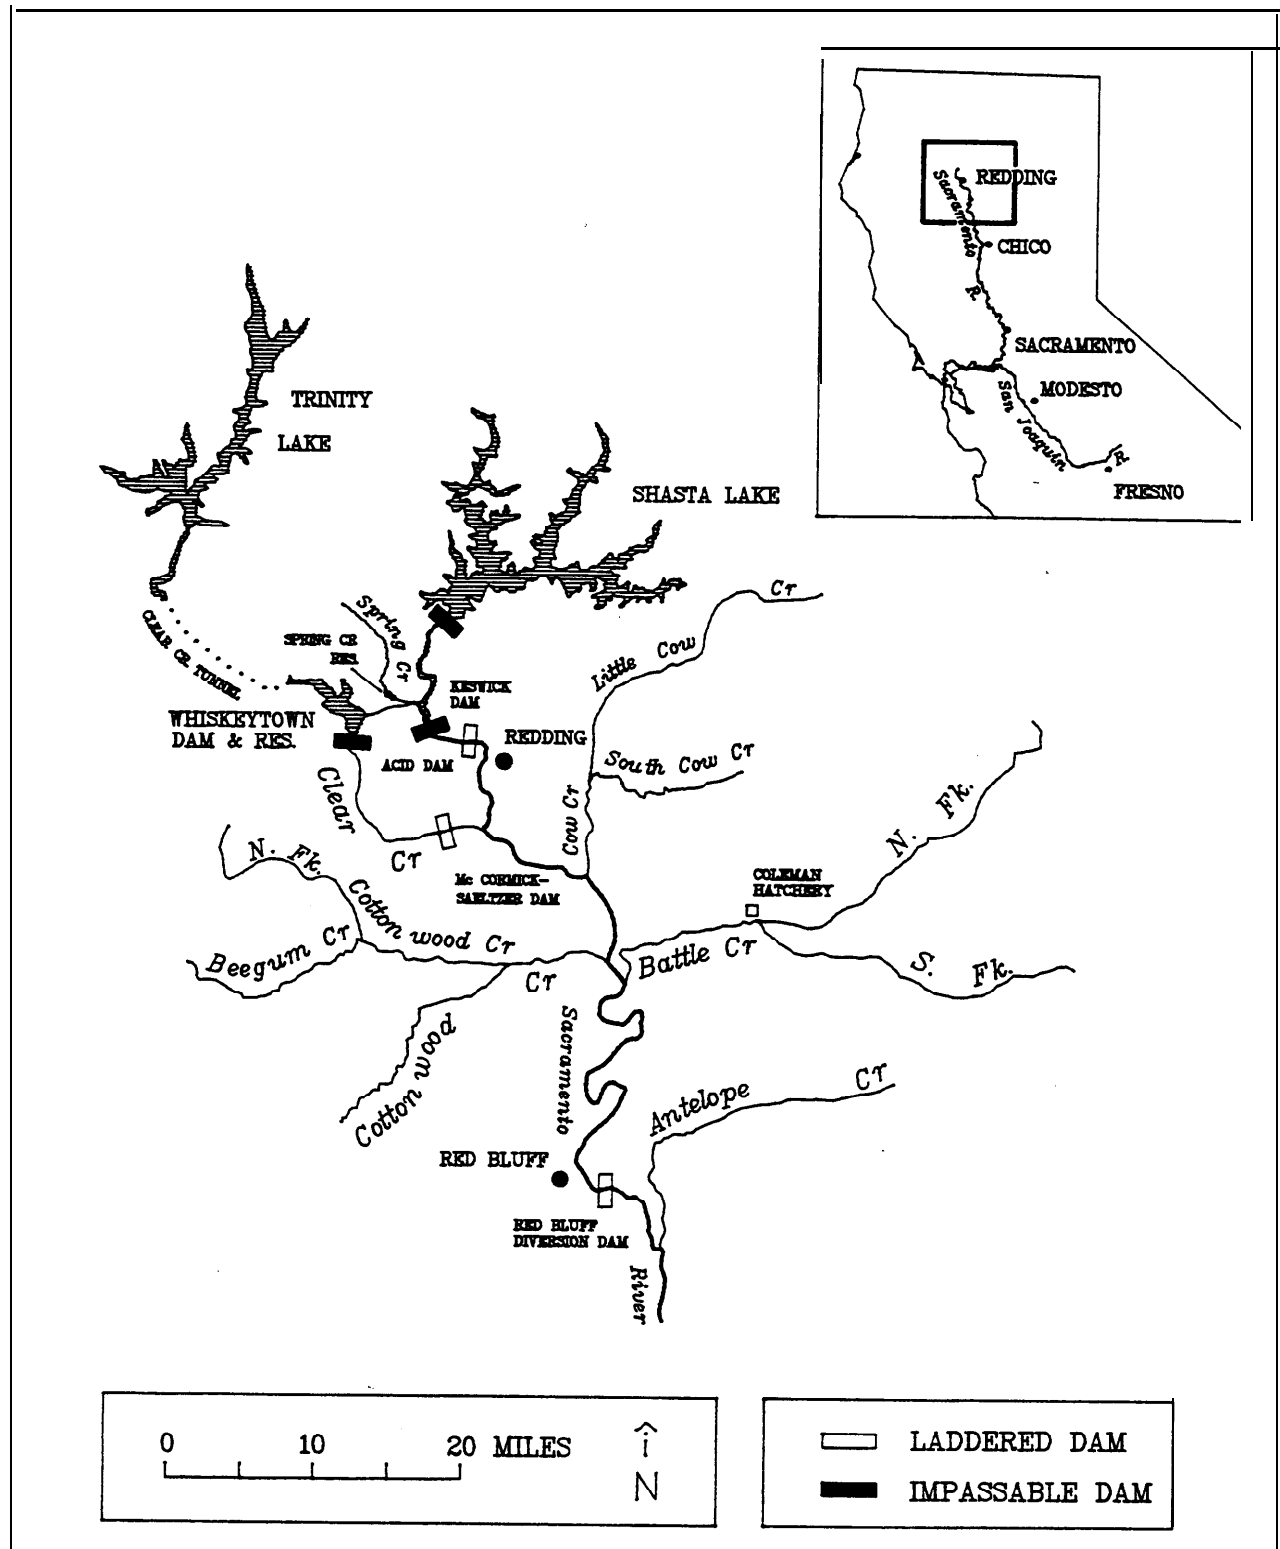 REDDING
Sacramento
R.
CHICO
SACRAMENTO
MODESTO
San Joaquin
R.
FRESNO
TRINITY
LAKE
SHASTA LAKE
CLEAR CR. TUNNEL
Spring Cr
SPRING CR
RES.
KESWICK
DAM
WHISKEYTOWN
DAM & RES.
ACID DAM
REDDING
Little Cow Cr
South Cow Cr
Cow Cr
Clear
Cr
Mc CORMICK-
SAELTZER DAM
N. Fk.
Cotton wood Cr
Beegum Cr
Cotton wood
Cr
COLEMAN
HATCHERY
N. Fk.
Battle Cr
S. Fk.
Sacramento
Antelope Cr
RED BLUFF
RED BLUFF
DIVERSION DAM
River
0 10 20 MILES
N
LADDERED DAM
IMPASSABLE DAM